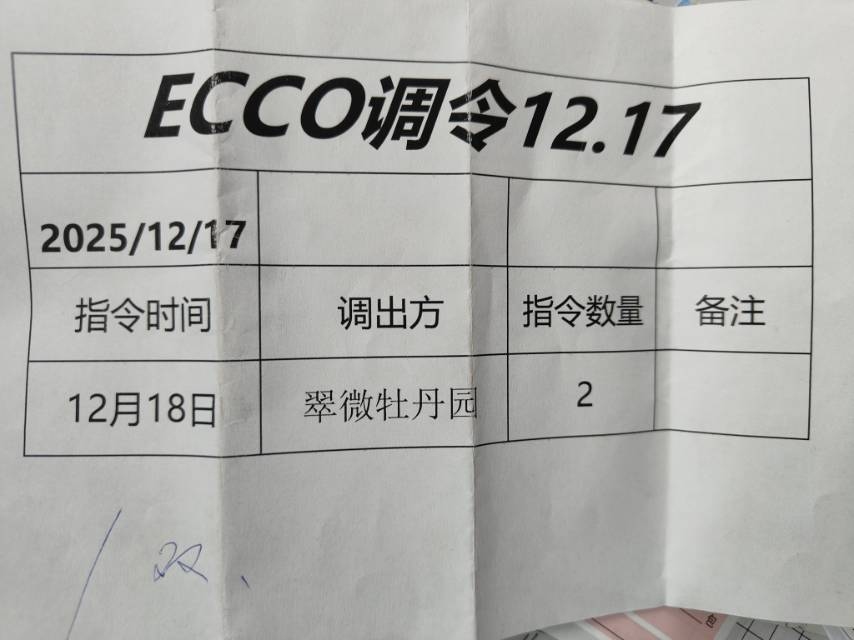 ECCO调令12.17
2025/12/17
指令时间 调出方 指令数量 备注
12月18日 翠微牡丹园 2
双、